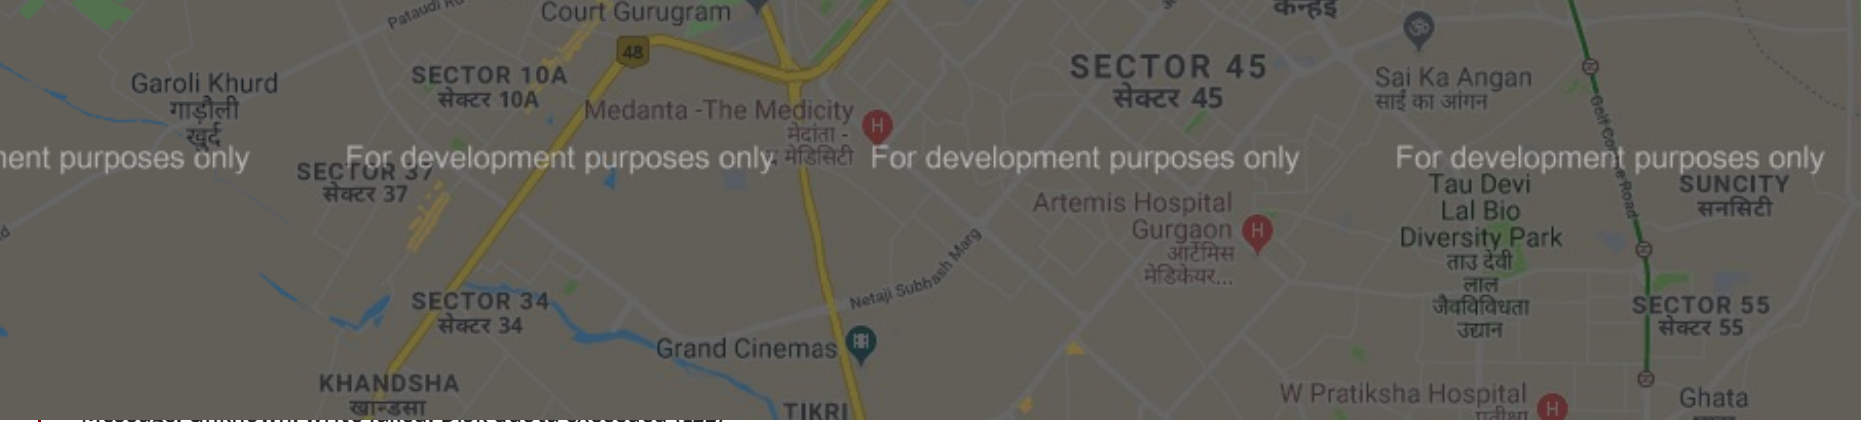 Pataudi
Court Gurugram
कन्हई
48
SECTOR 10A
सेक्टर 10A
SECTOR 45
सेक्टर 45
Sai Ka Angan
साईं का आंगन
Garoli Khurd
गाड़ौली
खुर्द
Medanta -The Medicity
मेदांता -
द मेडिसिटी
H
For development purposes only
For development purposes only
For development purposes only
purposes only
SECTOR 37
सेक्टर 37
Golf Course Road
Tau Devi
Lal Bio
Diversity Park
ताउ देवी
लाल
जैवविविधता
उद्यान
SUNCITY
सनसिटी
Artemis Hospital
Gurgaon
आर्टेमिस
मेडिकेयर...
H
Netaji Subhash Marg
SECTOR 34
सेक्टर 34
SECTOR 55
सेक्टर 55
Grand Cinemas
KHANDSHA
खान्डसा
TIKRI
W Pratiksha Hospital
प्रतीक्षा
H
Ghata